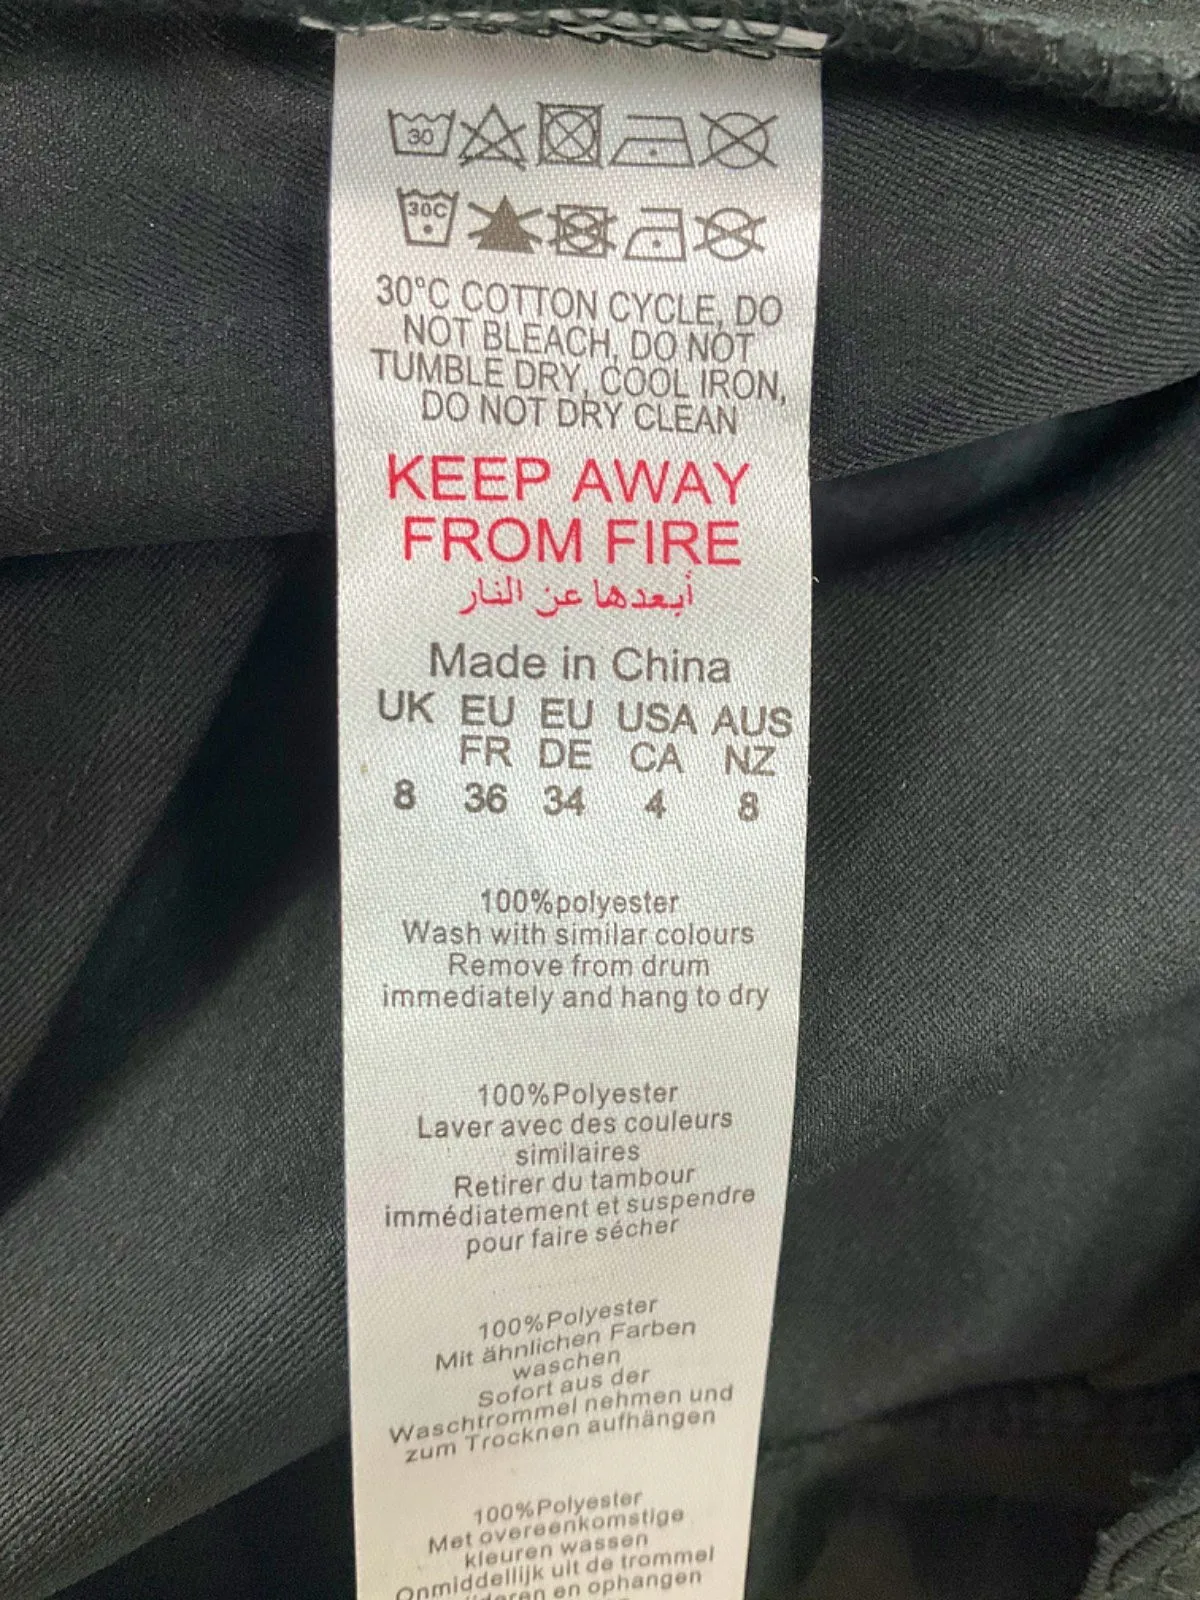 30
30C
30°C COTTON CYCLE, DO
NOT BLEACH, DO NOT
TUMBLE DRY, COOL IRON,
DO NOT DRY CLEAN
KEEP AWAY
FROM FIRE
أبعدها عن النار
Made in China
UK EU EU USA AUS
FR DE CA NZ
8 36 34 4 8
100%polyester
Wash with similar colours
Remove from drum
immediately and hang to dry
100%Polyester
Laver avec des couleurs
similaires
Retirer du tambour
immédiatement et suspendre
pour faire sécher
100%Polyester
Mit ähnlichen Farben
waschen
Sofort aus der
Waschtrommel nehmen und
zum Trocknen aufhängen
100%Polyester
Met overeenkomstige
kleuren wassen
Onmiddellijk uit de trommel
en ophangen